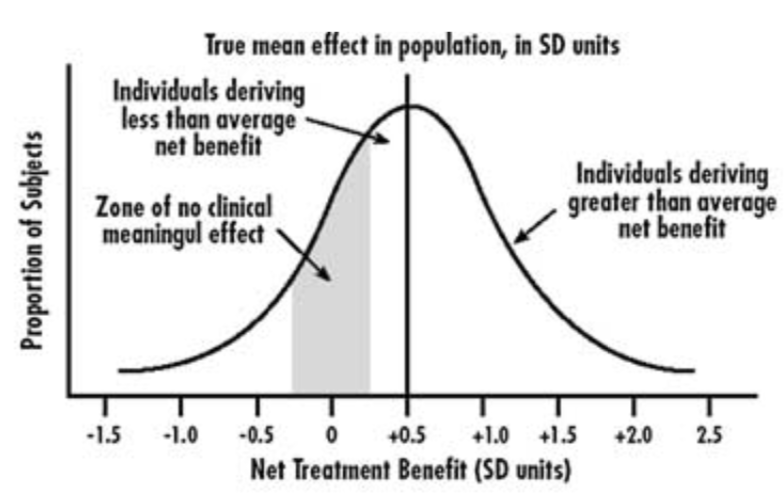 True mean effect in population, in SD units
Individuals deriving
less than average
net benefit
Zone of no clinical
meaningul effect
Individuals deriving
greater than average
net benefit
Proportion of Subjects
-1.5 -1.0 -0.5 0 +0.5 +1.0 +1.5 +2.0 2.5
Net Treatment Benefit (SD units)